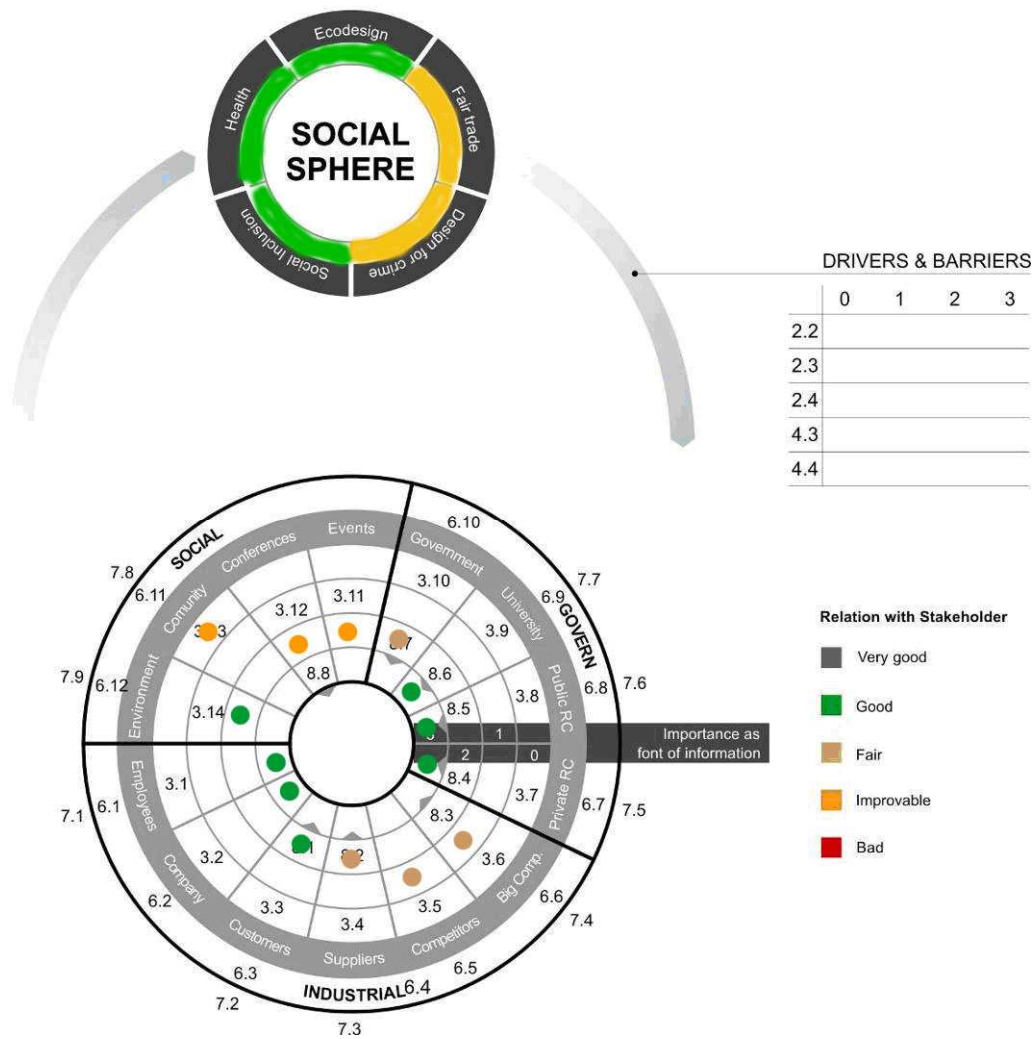 Ecodesign
Health
Fair trade
SOCIAL
SPHERE
Social Inclusion
Design for crime
DRIVERS & BARRIERS
0 1 2 3
2.2
2.3
2.4
4.3
4.4
SOCIAL
GOVERN
INDUSTRIAL
Events
Government
University
Public RC
Private RC
Big Comp.
Competitors
Suppliers
Customers
Company
Employees
Environment
Comunity
Conferences
6.10
7.7
6.9
7.6
6.8
6.7
7.5
6.6
7.4
6.5
6.4
7.3
6.3
7.2
6.2
6.1
7.1
6.12
7.9
6.11
7.8
3.11
3.10
3.9
3.8
3.7
3.6
3.5
3.4
3.3
3.2
3.1
3.14
3.12
8.8
8.7
8.6
8.5
8.4
8.3
1
2
0
Importance as
font of information
Relation with Stakeholder
Very good
Good
Fair
Improvable
Bad